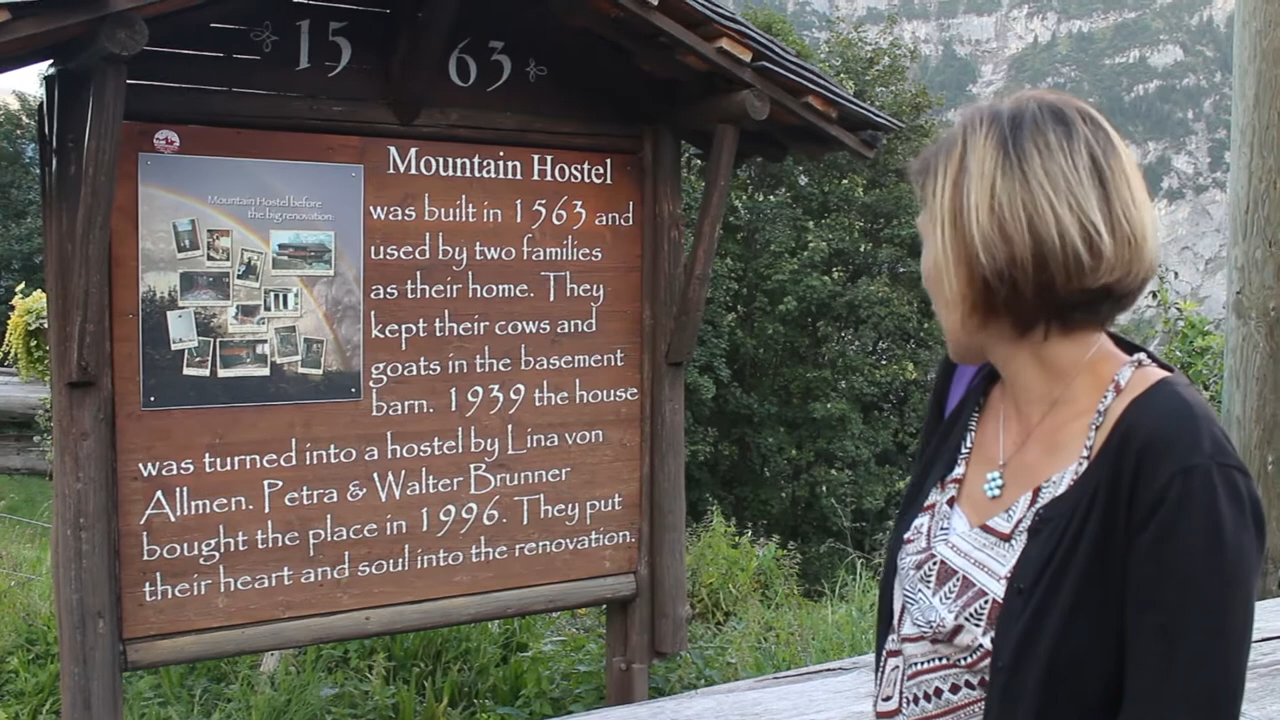 15 63
Mountain Hostel before
the big renovation:
Mountain Hostel
was built in 1563 and
used by two families
as their home. They
kept their cows and
goats in the basement
barn. 1939 the house
was turned into a hostel by Lina von
Allmen. Petra & Walter Brunner
bought the place in 1996. They put
their heart and soul into the renovation.